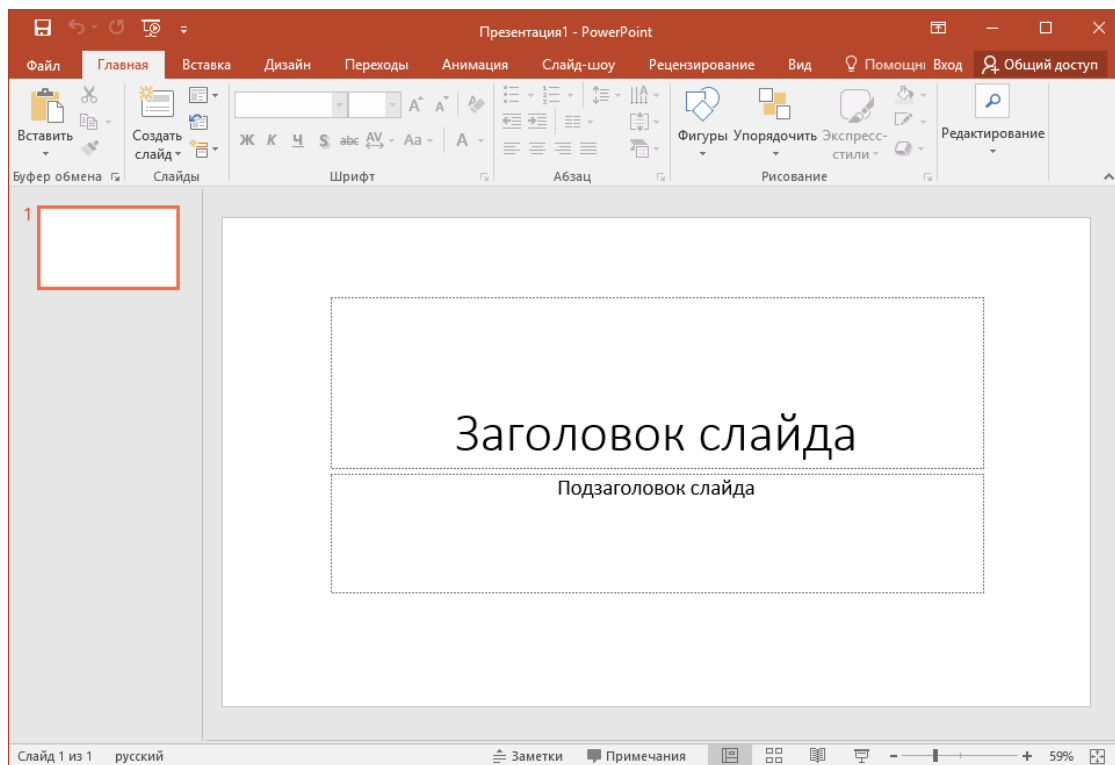 Презентация1 - PowerPoint
Файл Главная Вставка Дизайн Переходы Анимация Слайд-шоу Рецензирование Вид Помощни Вход Общий доступ
Вставить
Создать слайд
Ж К Ч S abc AV Aa A
Фигуры Упорядочить Экспресс-стили
Редактирование
Буфер обмена Слайды Шрифт Абзац Рисование
1
Заголовок слайда
Подзаголовок слайда
Слайд 1 из 1 русский Заметки Примечания 59%